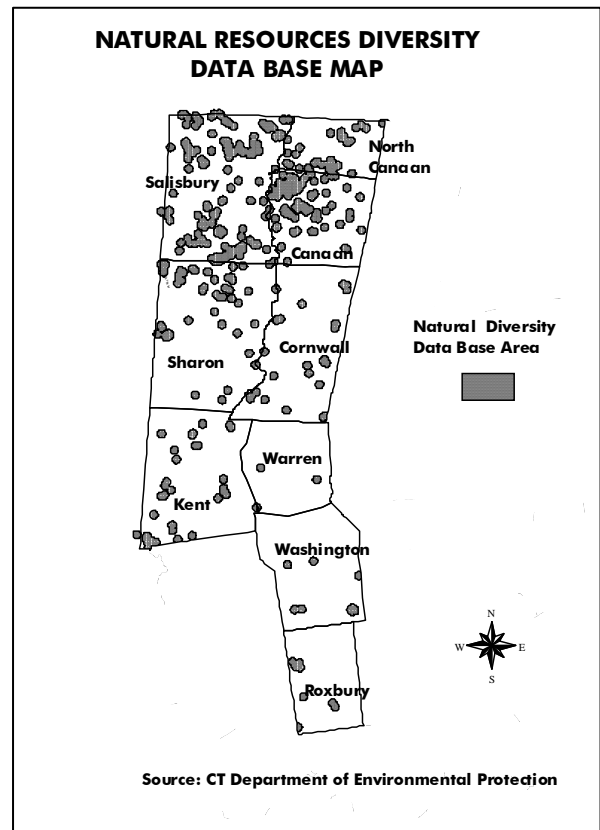 NATURAL RESOURCES DIVERSITY
DATA BASE MAP
North
Canaan
Salisbury
Canaan
Natural Diversity
Data Base Area
Sharon
Cornwall
Warren
Kent
Washington
N
W
E
S
Roxbury
Source: CT Department of Environmental Protection